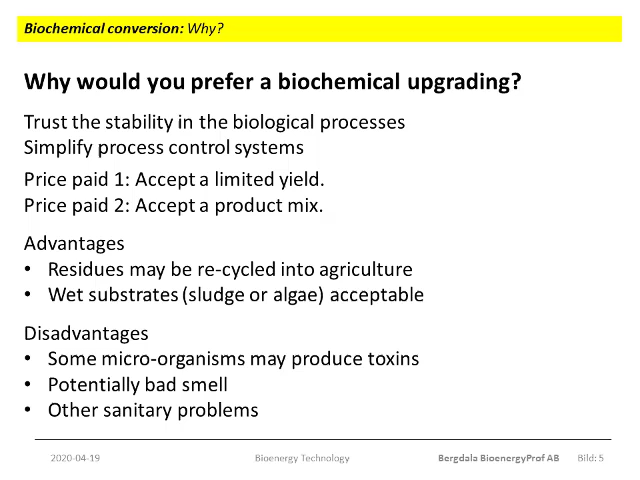 Biochemical conversion: Why?
Why would you prefer a biochemical upgrading?
Trust the stability in the biological processes
Simplify process control systems
Price paid 1: Accept a limited yield.
Price paid 2: Accept a product mix.
Advantages
• Residues may be re-cycled into agriculture
• Wet substrates (sludge or algae) acceptable
Disadvantages
• Some micro-organisms may produce toxins
• Potentially bad smell
• Other sanitary problems
2020-04-19 Bioenergy Technology Bergdala BioenergyProf AB Bild: 5